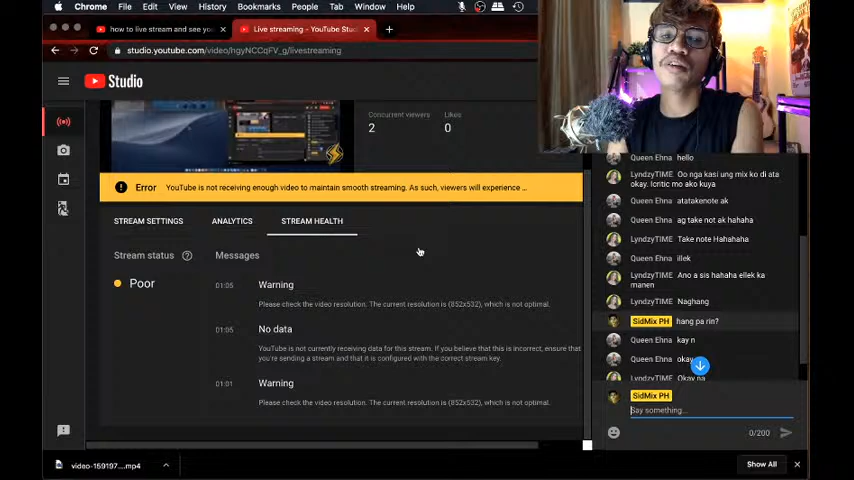 Chrome File Edit View History Bookmarks People Tab Window Help
how to live stream and see you
Live streaming - YouTube Stud
studio.youtube.com/video/hgyNCCqFV_g/livestreaming
Studio
Concurrent viewers Likes
2 0
Error YouTube is not receiving enough video to maintain smooth streaming. As such, viewers will experience ...
STREAM SETTINGS ANALYTICS STREAM HEALTH
Stream status Messages
Poor
01:05 Warning
Please check the video resolution. The current resolution is (852x532), which is not optimal.
01:05 No data
YouTube is not currently receiving data for this stream. If you believe that this is incorrect, ensure that
you're sending a stream and that it is configured with the correct stream key.
01:01 Warning
Please check the video resolution. The current resolution is (852x532), which is not optimal.
Queen Ehna hello
LyndzyTIME Oo nga kasi ung mix ko di ata
okay. Icritic mo ako kuya
Queen Ehna atatakenote ak
Queen Ehna ag take not ak hahaha
LyndzyTIME Take note Hahahaha
Queen Ehna illek
LyndzyTIME Ano a sis hahaha ellek ka
manen
LyndzyTIME Naghang
SidMix PH hang pa rin?
Queen Ehna kay n
Queen Ehna okay
LyndzyTIME Okay na
SidMix PH
Say something...
0/200
video-159197....mp4
Show All